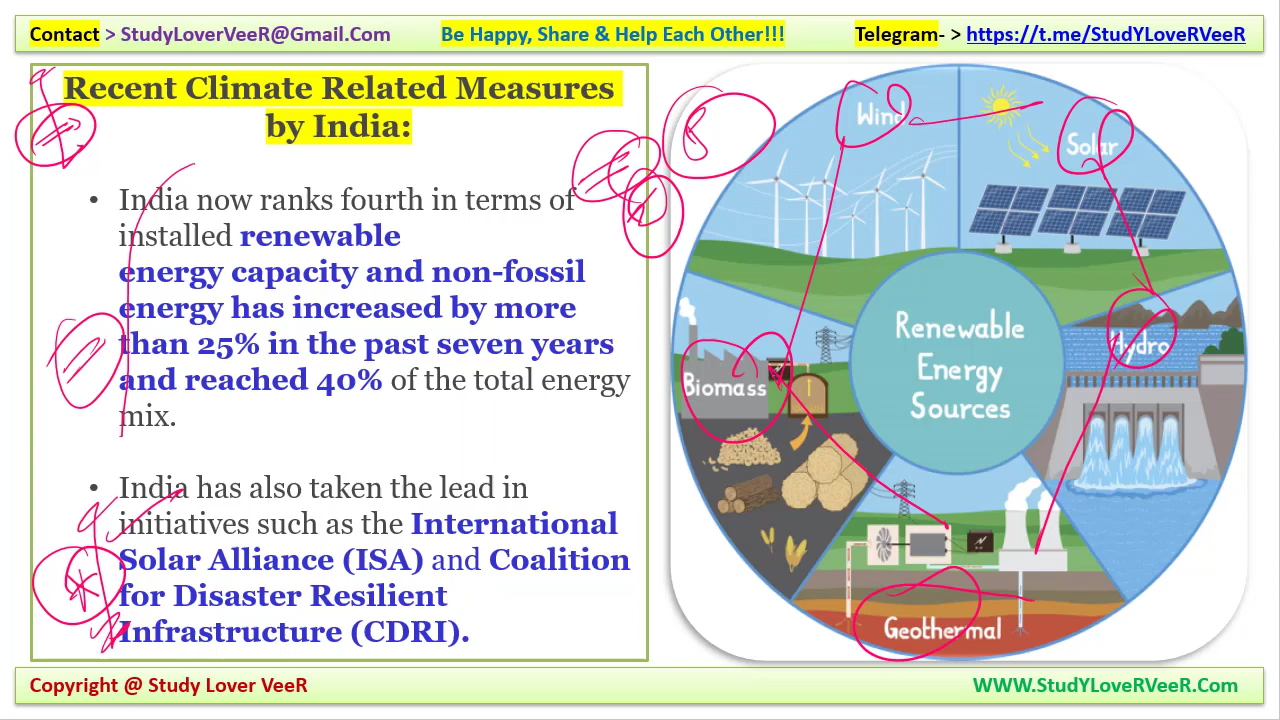 Contact > StudyLoverVeeR@Gmail.Com Be Happy, Share & Help Each Other!!! Telegram- > https://t.me/StudYLoveRVeeR
Recent Climate Related Measures
by India:
• India now ranks fourth in terms of
installed renewable
energy capacity and non-fossil
energy has increased by more
than 25% in the past seven years
and reached 40% of the total energy
mix.
• India has also taken the lead in
initiatives such as the International
Solar Alliance (ISA) and Coalition
for Disaster Resilient
Infrastructure (CDRI).
Wind
Solar
Biomass
Renewable
Energy
Sources
Hydro
Geothermal
Copyright @ Study Lover VeeR WWW.StudYLoveRVeeR.Com